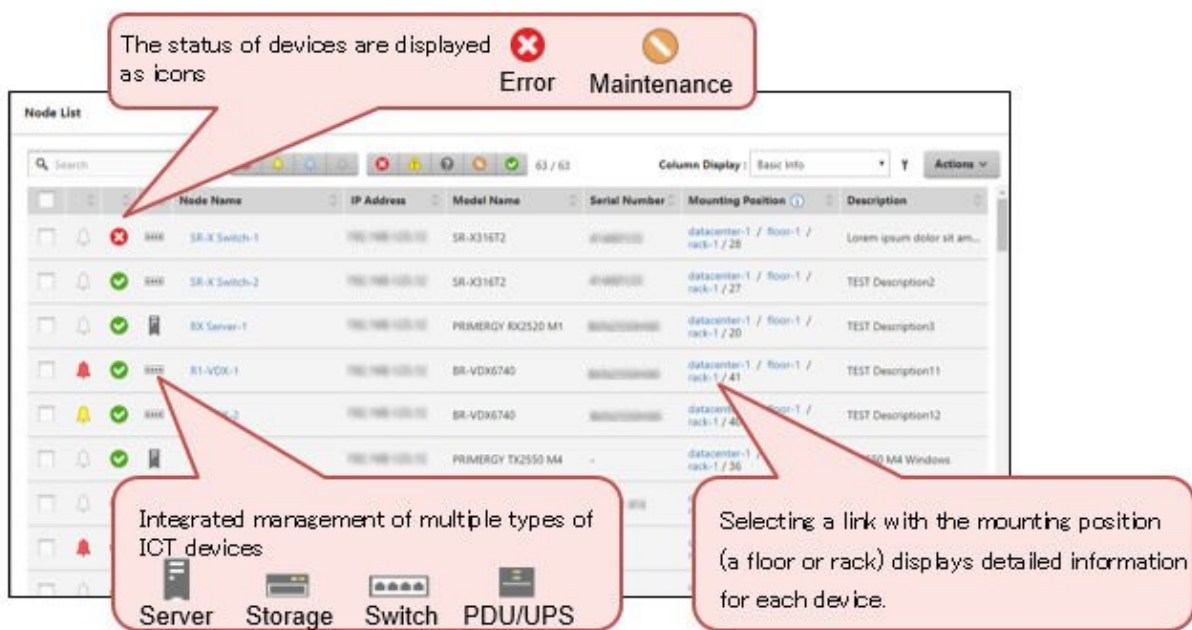 The status of devices are displayed
as icons
Error Maintenance
Node List
Search
63 / 63
Column Display : Basic Info
Actions
Node Name IP Address Model Name Serial Number Mounting Position Description
SR-X Switch-1 SR-X316T2 datacenter-1 / floor-1 / rack-1 / 28 Lorem ipsum dolor sit am...
SR-X Switch-2 SR-X316T2 datacenter-1 / floor-1 / rack-1 / 27 TEST Description2
RX Server-1 PRIMERGY RX2520 M1 datacenter-1 / floor-1 / rack-1 / 20 TEST Description3
R1-VDX-1 BR-VDX6740 datacenter-1 / floor-1 / rack-1 / 41 TEST Description11
BR-VDX6740 rack-1 / 40 TEST Description12
PRIMERGY TX2550 M4 - rack-1 / 36 M4 Windows
Integrated management of multiple types of
ICT devices
Server Storage Switch PDU/UPS
Selecting a link with the mounting position
(a floor or rack) displays detailed information
for each device.